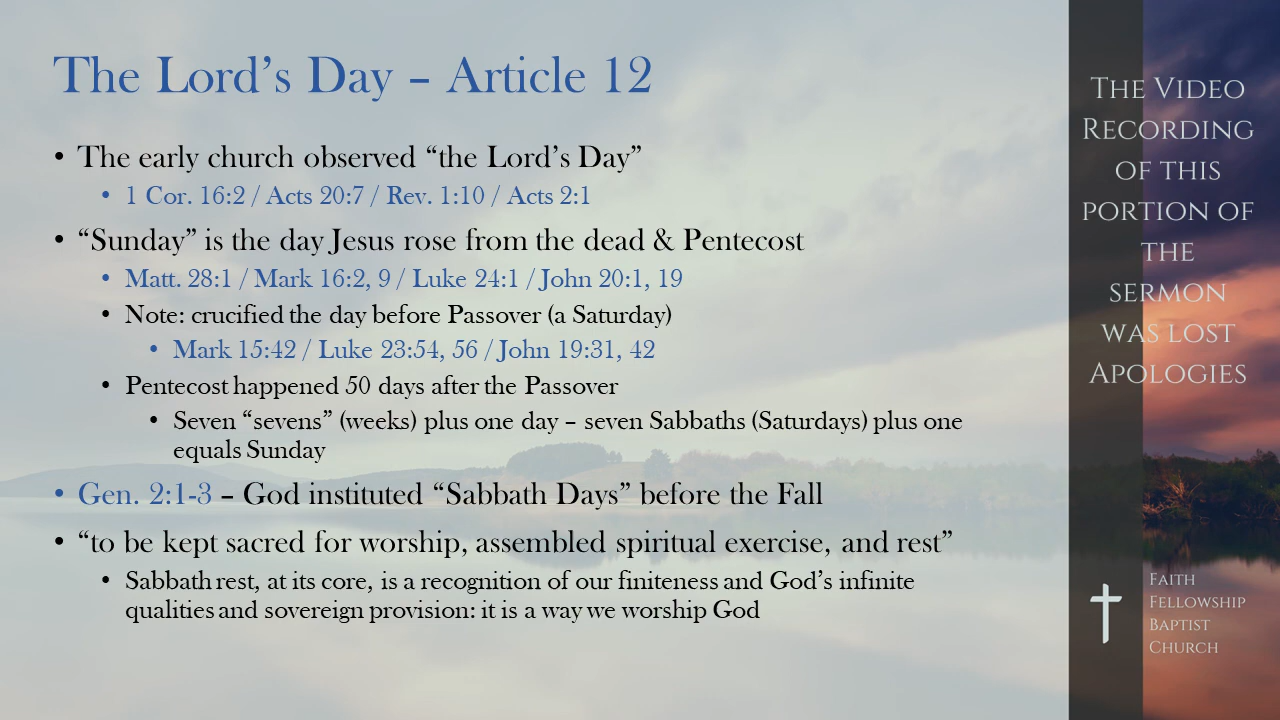 The Lord’s Day – Article 12
• The early church observed “the Lord’s Day”
• 1 Cor. 16:2 / Acts 20:7 / Rev. 1:10 / Acts 2:1
• “Sunday” is the day Jesus rose from the dead & Pentecost
• Matt. 28:1 / Mark 16:2, 9 / Luke 24:1 / John 20:1, 19
• Note: crucified the day before Passover (a Saturday)
• Mark 15:42 / Luke 23:54, 56 / John 19:31, 42
• Pentecost happened 50 days after the Passover
• Seven “sevens” (weeks) plus one day – seven Sabbaths (Saturdays) plus one
equals Sunday
• Gen. 2:1-3 – God instituted “Sabbath Days” before the Fall
• “to be kept sacred for worship, assembled spiritual exercise, and rest”
• Sabbath rest, at its core, is a recognition of our finiteness and God’s infinite
qualities and sovereign provision: it is a way we worship God
The Video
Recording
of this
portion of
the
sermon
was lost
Apologies
Faith
Fellowship
Baptist
Church